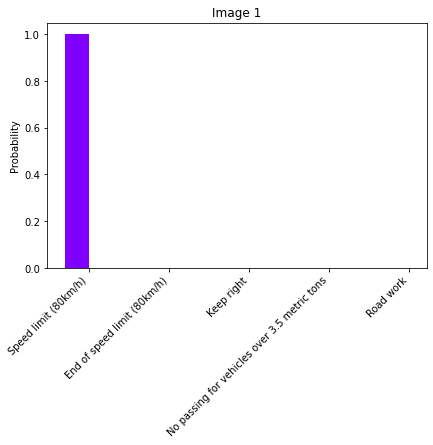 Image 1
Probability
1.0
0.8
0.6
0.4
0.2
0.0
Speed limit (80km/h)
End of speed limit (80km/h)
Keep right
No passing for vehicles over 3.5 metric tons
Road work